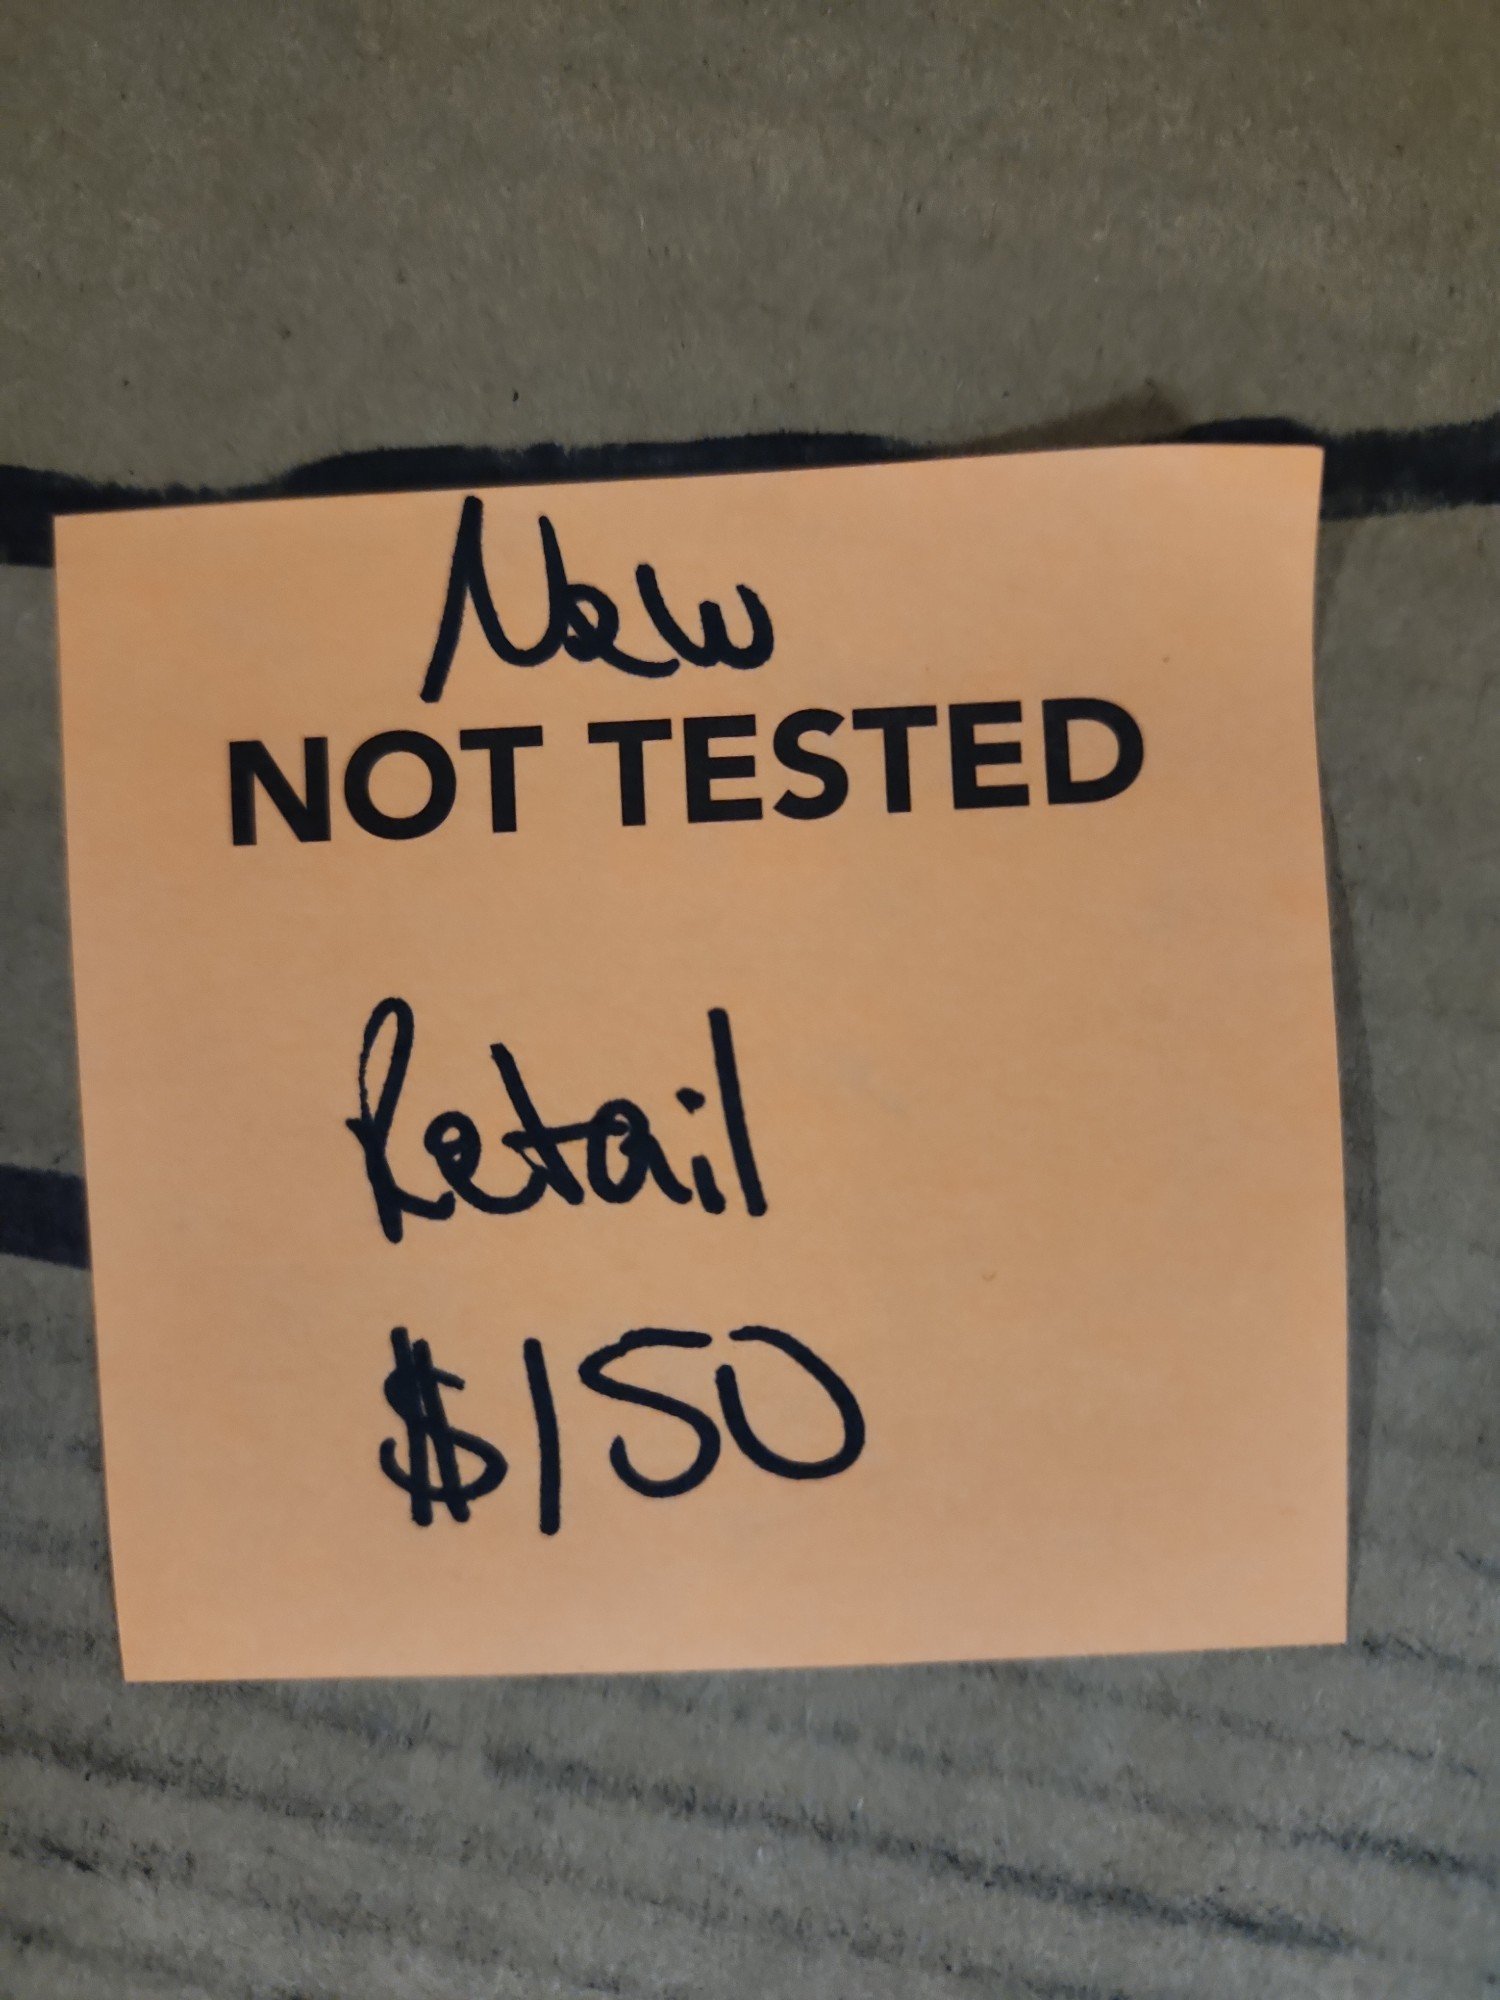 New
NOT TESTED
Retail
$150